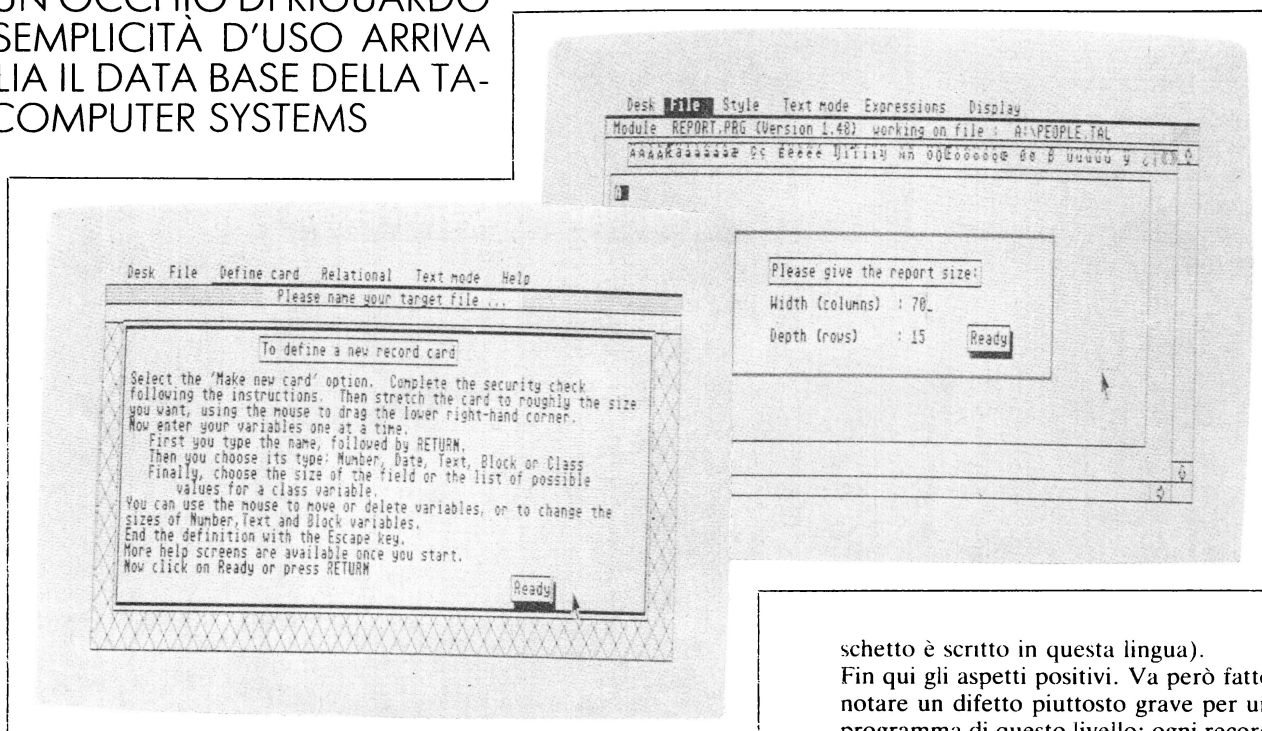 UN OCCHIO DI RIGUARDO
SEMPLICITÀ D'USO ARRIVA
LIA IL DATA BASE DELLA TA-
COMPUTER SYSTEMS
Desk File Style Text mode Expressions Display
Module REPORT.PRG (Version 1.48) working on file : A:\PEOPLE.TAL
Please give the report size:
Width (columns) : 70_
Depth (rows) : 15
Ready
Desk File Define card Relational Text mode Help
Please name your target file ...
To define a new record card
Select the 'Make new card' option. Complete the security check
following the instructions. Then stretch the card to roughly the size
you want, using the mouse to drag the lower right-hand corner.
Now enter your variables one at a time.
First you type the name, followed by RETURN.
Then you choose its type: Number, Date, Text, Block or Class
Finally, choose the size of the field or the list of possible
values for a class variable.
You can use the mouse to move or delete variables, or to change the
sizes of Number,Text and Block variables.
End the definition with the Escape key.
More help screens are available once you start.
Now click on Ready or press RETURN
Ready
schetto è scritto in questa lingua).
Fin qui gli aspetti positivi. Va però fatto
notare un difetto piuttosto grave per un
programma di questo livello: ogni record